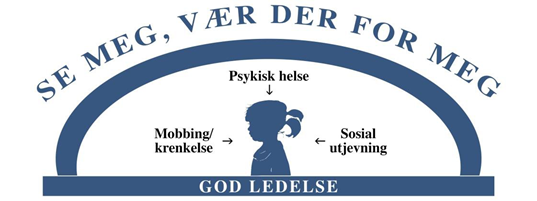 SE MEG, VÆR DER FOR MEG
Psykisk helse
Mobbing/
krenkelse
Sosial
utjevning
GOD LEDELSE